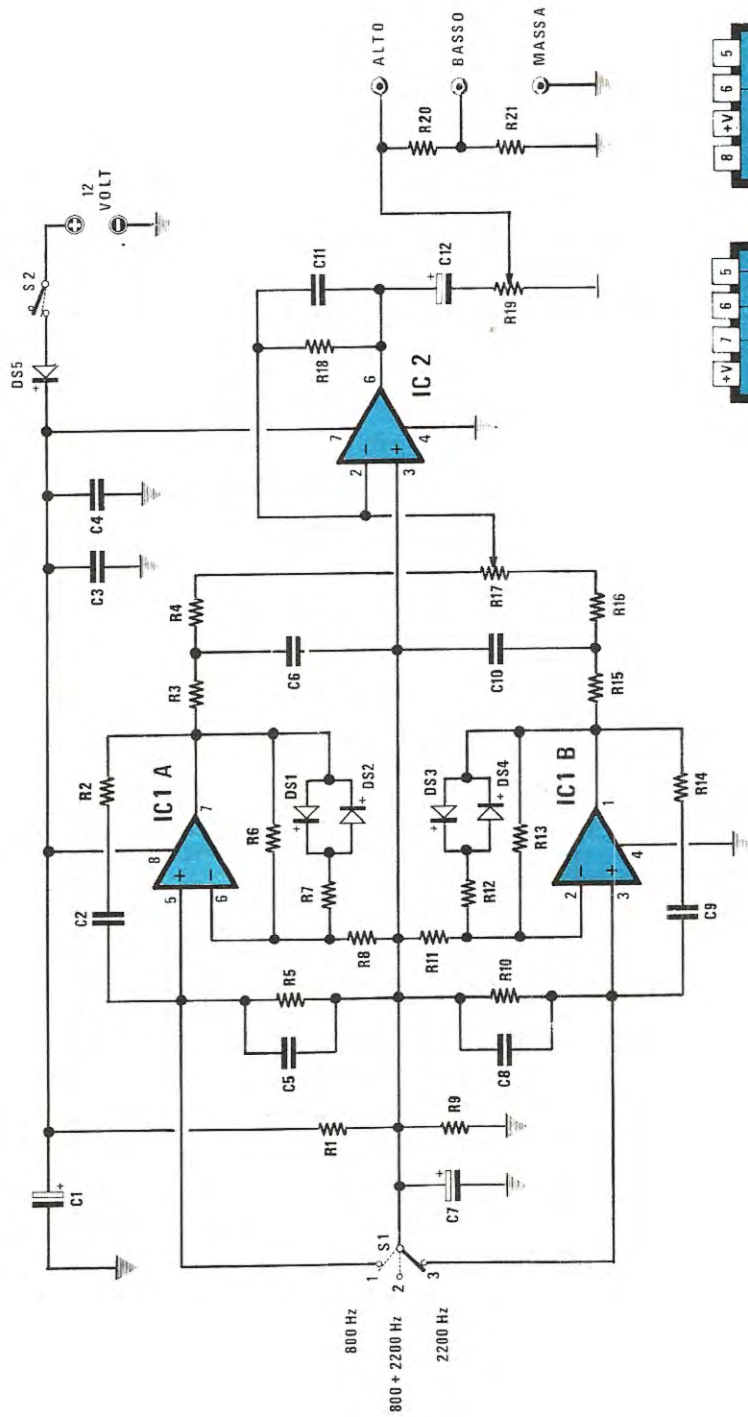 5
6
+V
8
5
6
7
+V
ALTO
BASSO
MASSA
R20
R21
12
VOLT
S2
DS5
+
C4
C3
C11
R18
C12
+
R19
IC 2
7
6
2
3
4
-
+
R4
R17
R16
C6
C10
R3
R15
R2
C2
IC1 A
8
7
5
6
+
-
R6
DS1
+
DS2
+
R7
R8
R11
DS3
+
DS4
+
R12
R13
IC1 B
2
3
1
4
-
+
R14
C9
R5
C5
R10
C8
R1
R9
C7
+
C1
+
S1
1
2
3
800 Hz
800 + 2200 Hz
2200 Hz